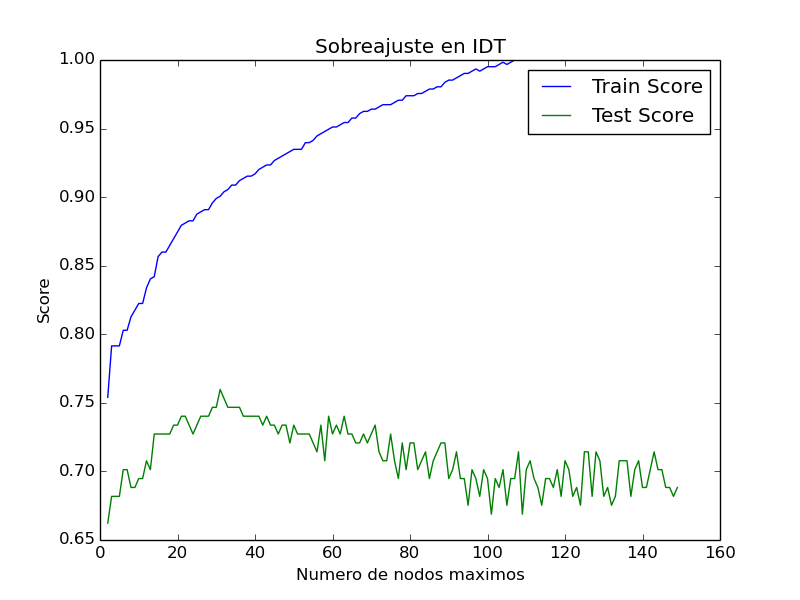 Sobreajuste en IDT
Train Score
Test Score
1.00
0.95
0.90
0.85
0.80
0.75
0.70
0.65
Score
0 20 40 60 80 100 120 140 160
Numero de nodos maximos